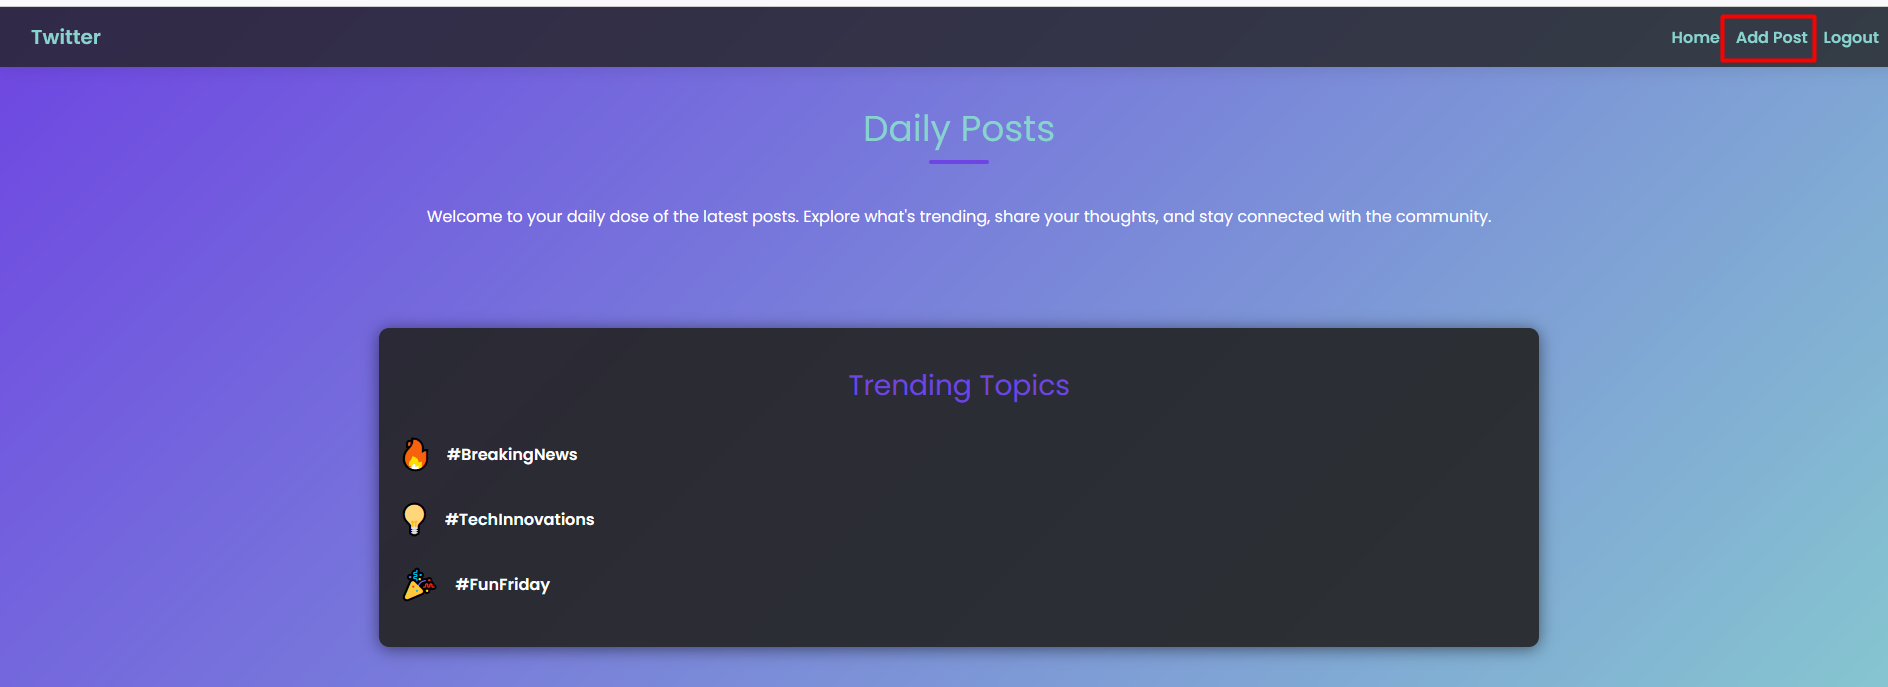 Twitter
Home Add Post Logout
Daily Posts
Welcome to your daily dose of the latest posts. Explore what's trending, share your thoughts, and stay connected with the community.
Trending Topics
#BreakingNews
#TechInnovations
#FunFriday